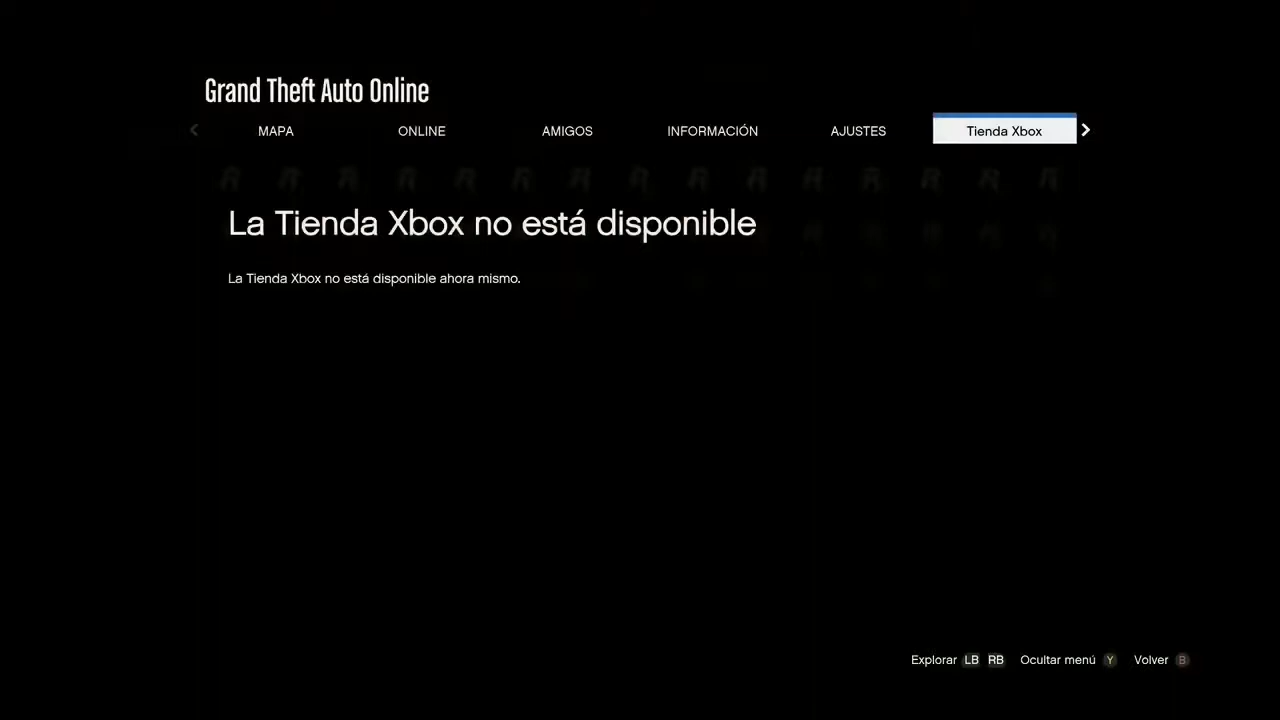 Grand Theft Auto Online
MAPA ONLINE AMIGOS INFORMACIÓN AJUSTES Tienda Xbox
La Tienda Xbox no está disponible
La Tienda Xbox no está disponible ahora mismo.
Explorar LB RB Ocultar menú Y Volver B